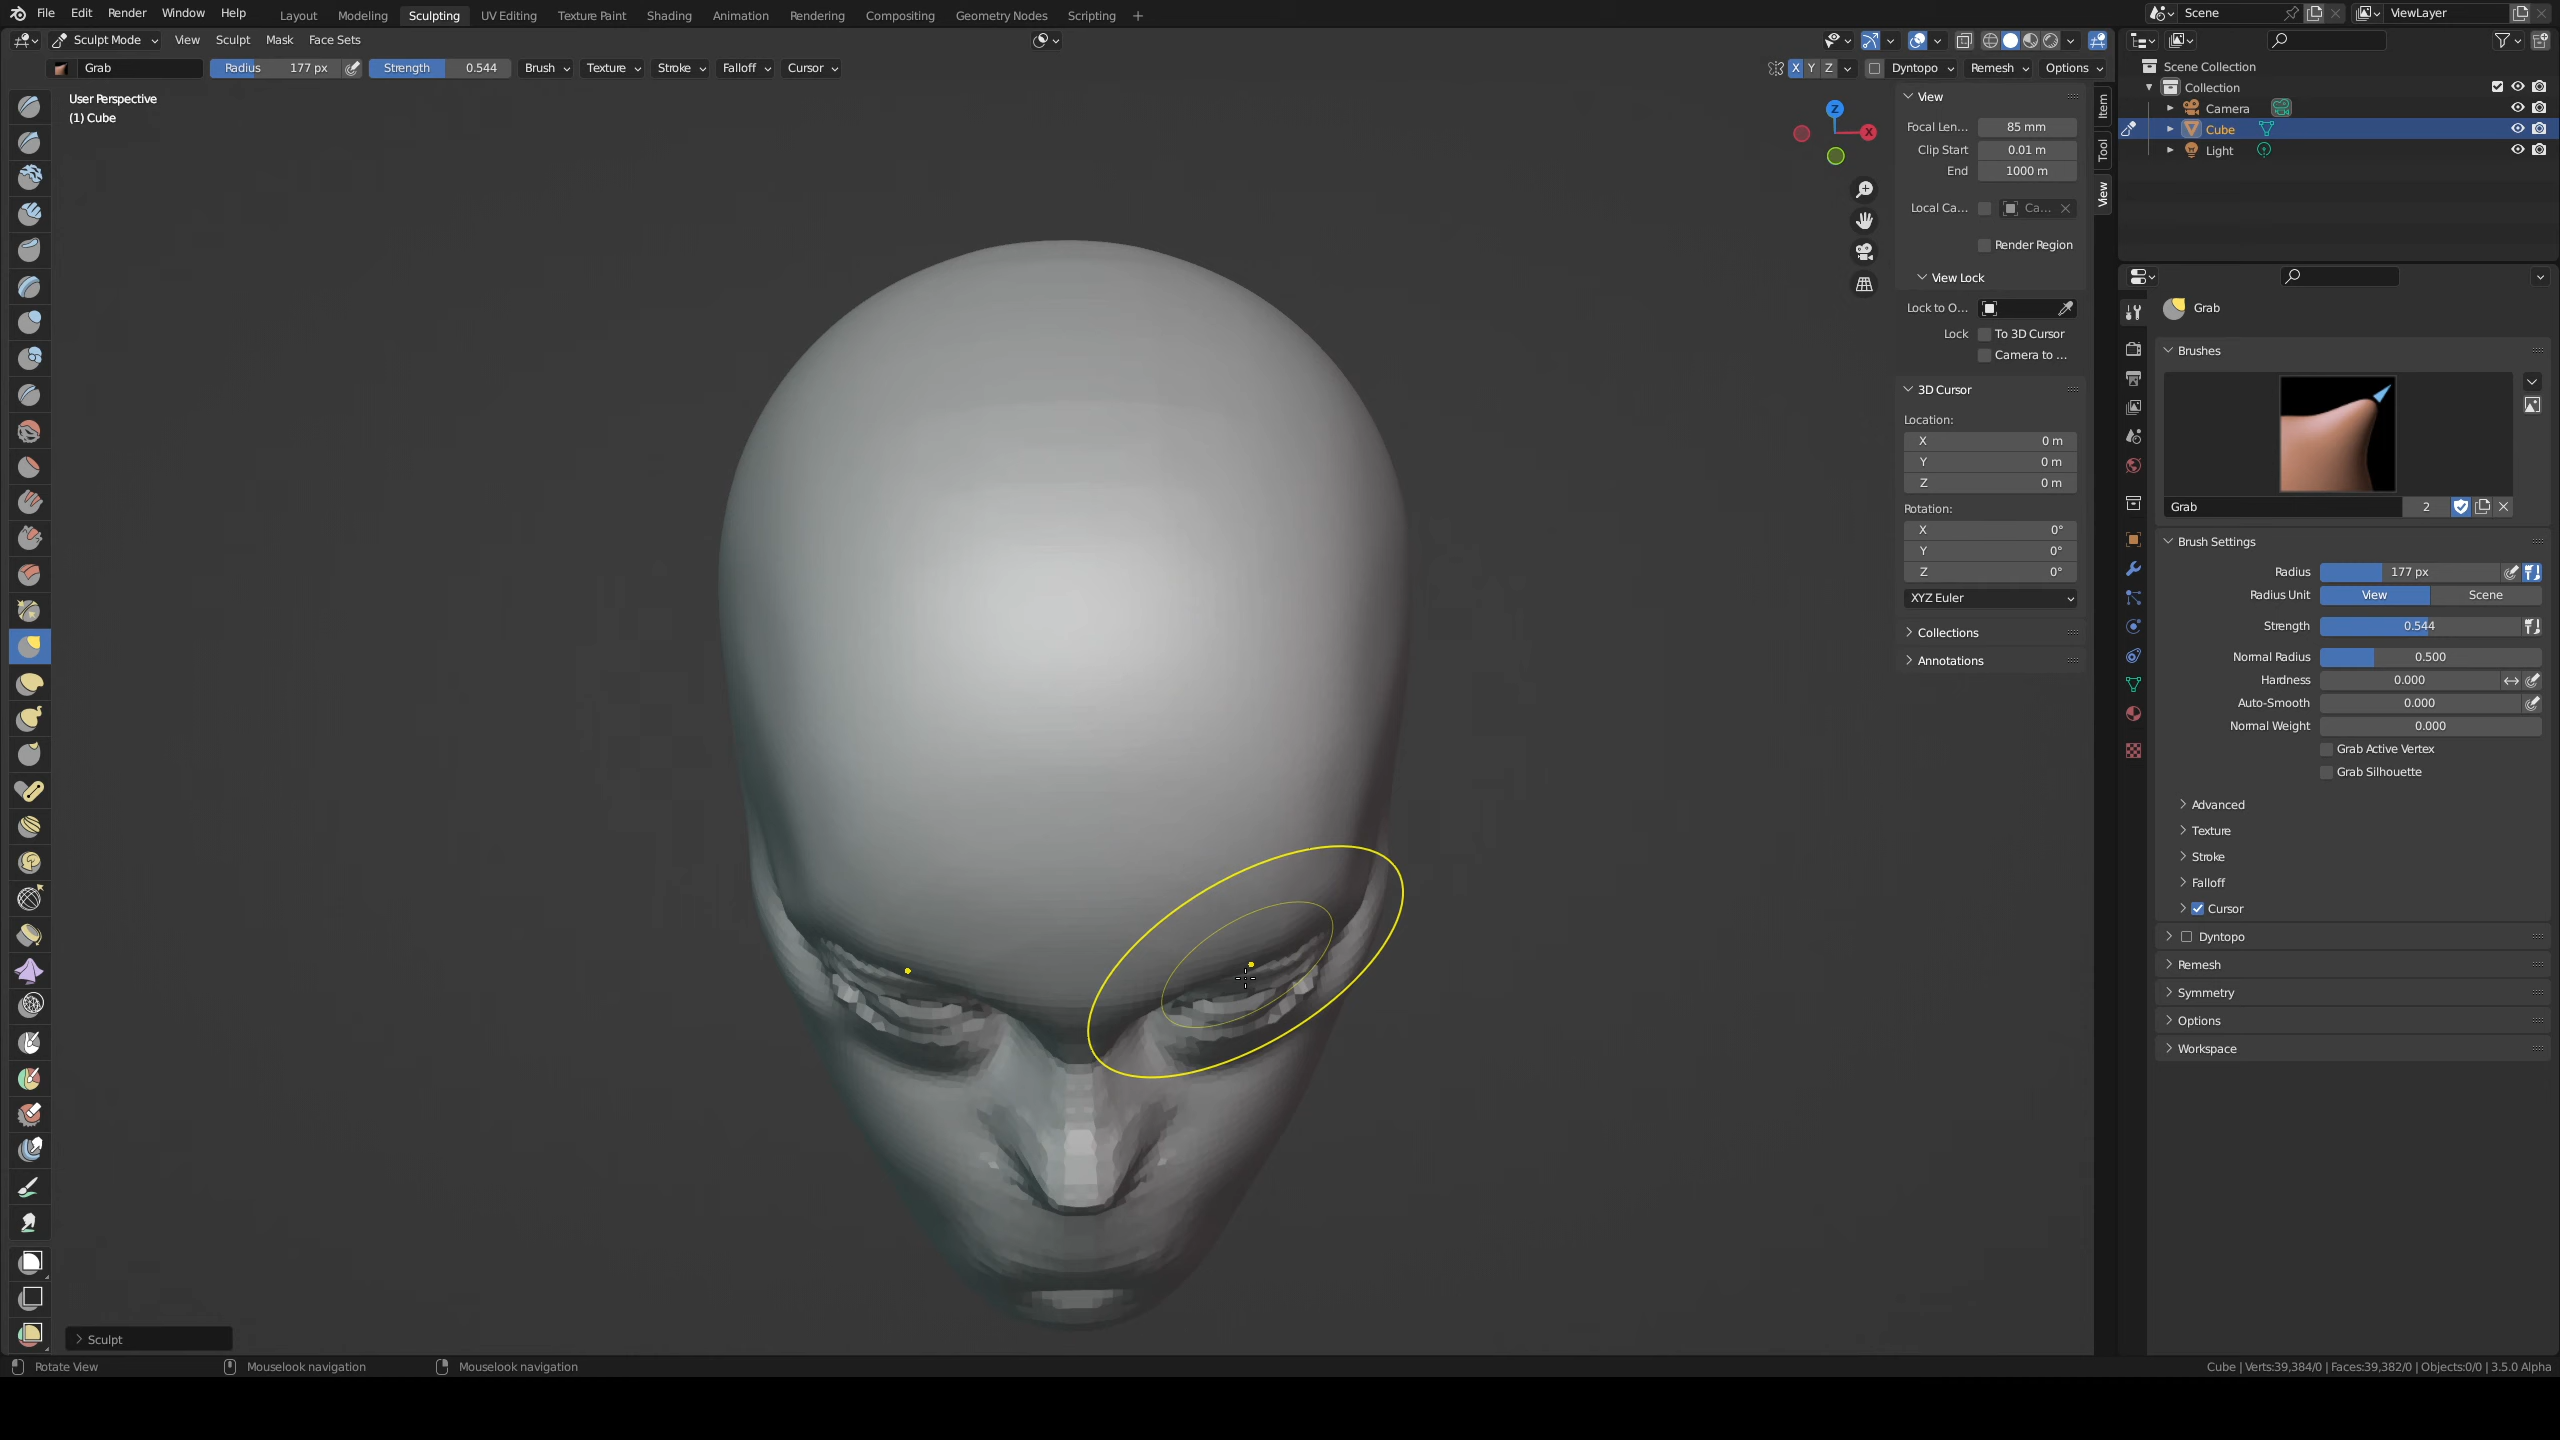 File Edit Render Window Help Layout Modeling Sculpting UV Editing Texture Paint Shading Animation Rendering Compositing Geometry Nodes Scripting + Scene ViewLayer
Sculpt Mode View Sculpt Mask Face Sets
Grab Radius 177 px Strength 0.544 Brush Texture Stroke Falloff Cursor X Y Z Dyntopo Remesh Options
User Perspective
(1) Cube
Z
X
View
Focal Len... 85 mm
Clip Start 0.01 m
End 1000 m
Local Ca... Ca...
Render Region
View Lock
Lock to O...
Lock To 3D Cursor
Camera to ...
3D Cursor
Location:
X 0 m
Y 0 m
Z 0 m
Rotation:
X 0°
Y 0°
Z 0°
XYZ Euler
Collections
Annotations
Item
Tool
View
Scene Collection
Collection
Camera
Cube
Light
Grab
Brushes
Grab 2
Brush Settings
Radius 177 px
Radius Unit View Scene
Strength 0.544
Normal Radius 0.500
Hardness 0.000
Auto-Smooth 0.000
Normal Weight 0.000
Grab Active Vertex
Grab Silhouette
Advanced
Texture
Stroke
Falloff
Cursor
Dyntopo
Remesh
Symmetry
Options
Workspace
Sculpt
Rotate View Mouselook navigation Mouselook navigation Cube | Verts:39,384/0 | Faces:39,382/0 | Objects:0/0 | 3.5.0 Alpha